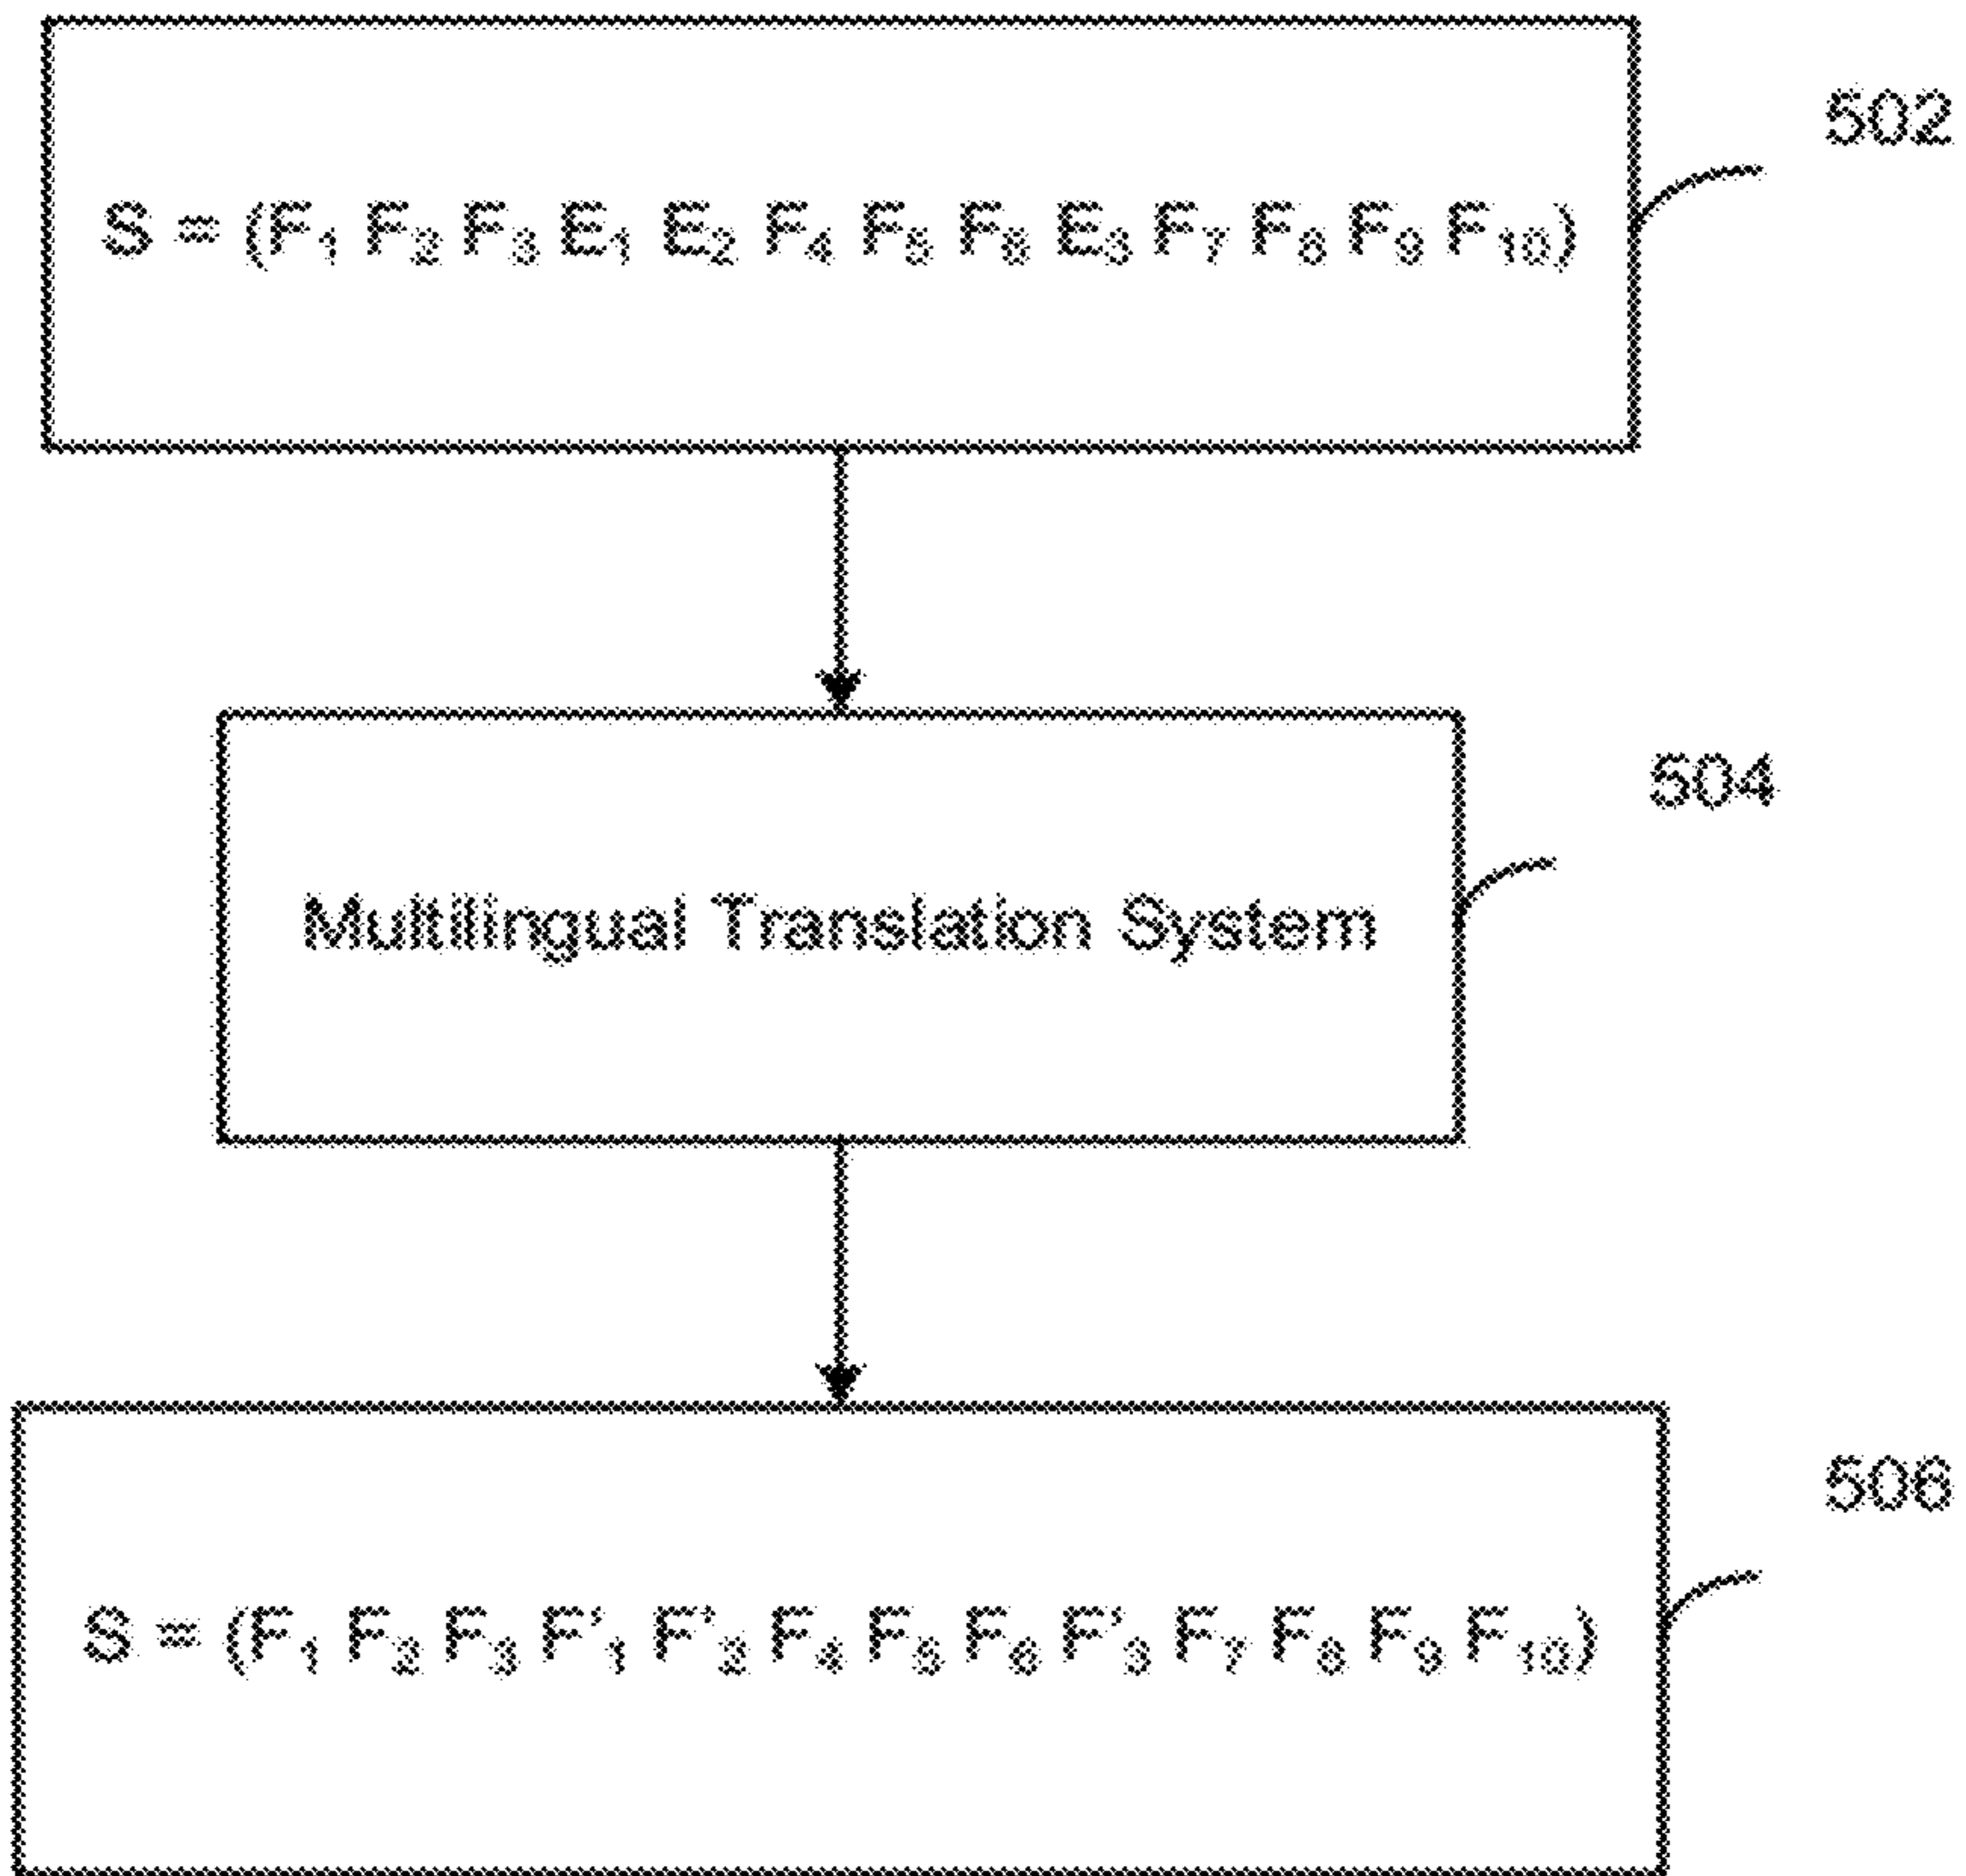 S = (F₁ F₂ F₃ E₁ E₂ F₄ F₅ F₆ E₃ F₇ F₈ F₉ F₁₀)
502
504
Multilingual Translation System
506
S = (F₁ F₂ F₃ F'₁ F'₂ F₄ F₅ F₆ F'₃ F₇ F₈ F₉ F₁₀)